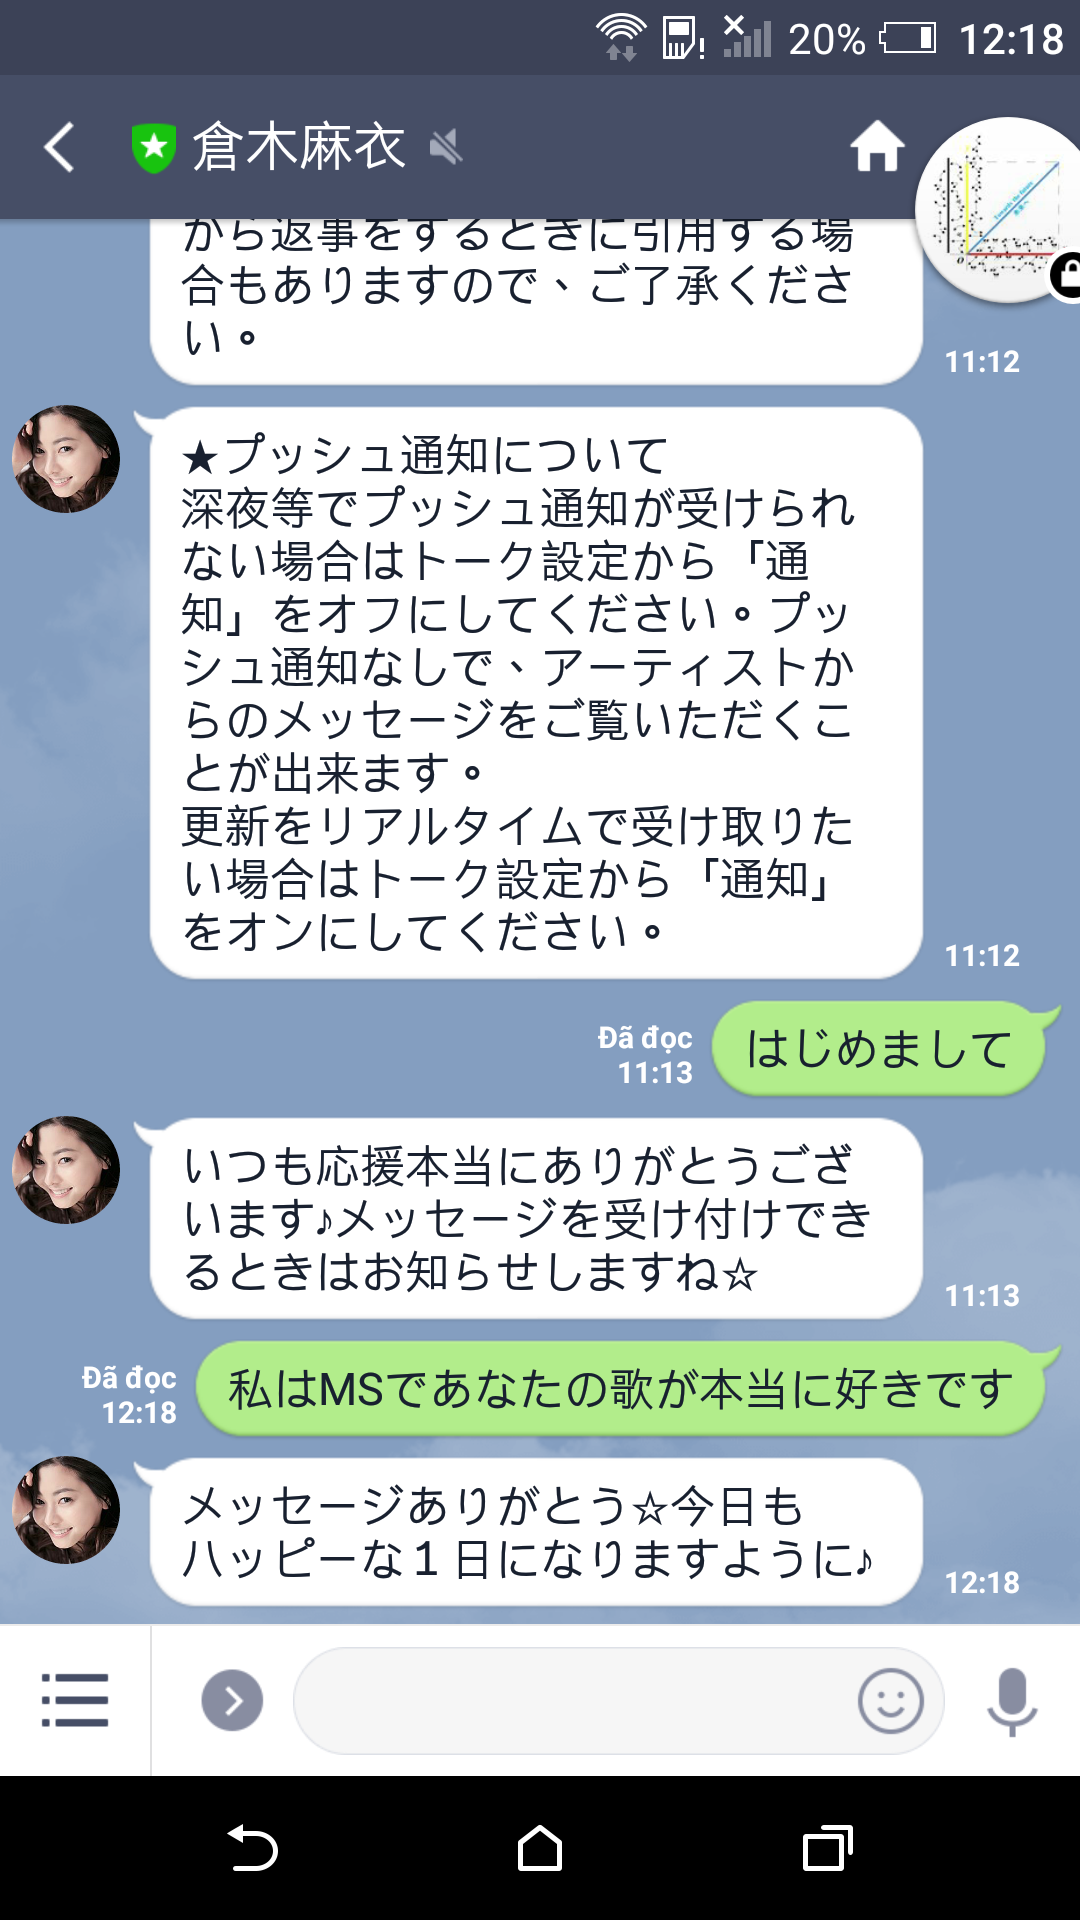 20% 12:18
倉木麻衣
から返事をするときに引用する場
合もありますので、ご了承くださ
い。
11:12
★プッシュ通知について
深夜等でプッシュ通知が受けられ
ない場合はトーク設定から「通
知」をオフにしてください。プッ
シュ通知なしで、アーティストか
らのメッセージをご覧いただくこ
とが出来ます。
更新をリアルタイムで受け取りた
い場合はトーク設定から「通知」
をオンにしてください。
11:12
はじめまして
Đã đọc
11:13
いつも応援本当にありがとうござ
います♪メッセージを受け付けでき
るときはお知らせしますね☆
11:13
私はMSであなたの歌が本当に好きです
Đã đọc
12:18
メッセージありがとう☆今日も
ハッピーな１日になりますように♪
12:18